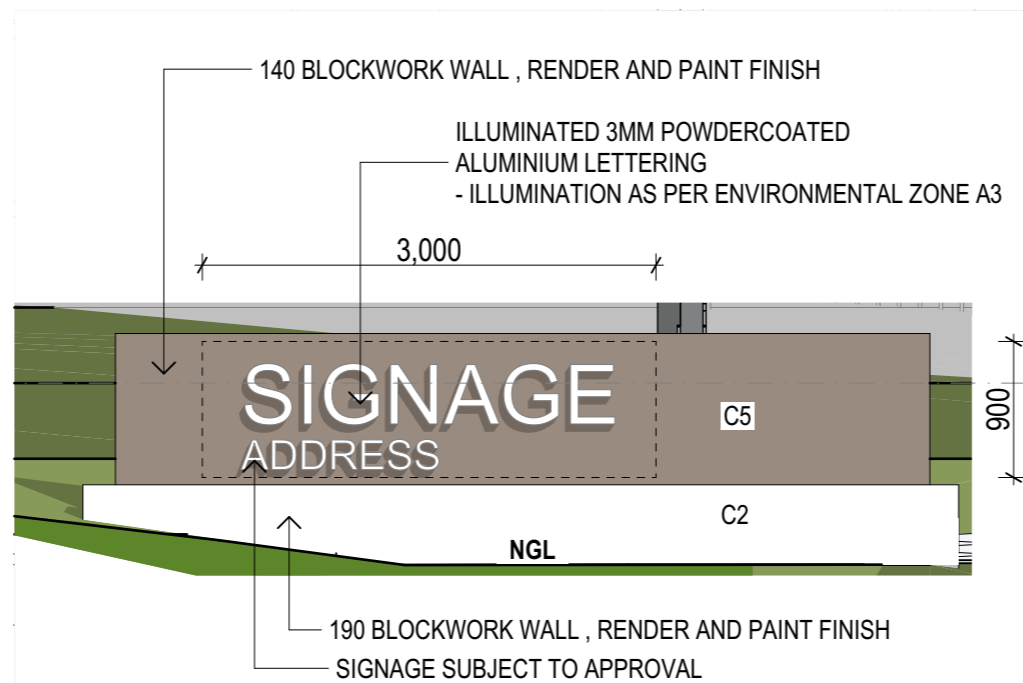 140 BLOCKWORK WALL , RENDER AND PAINT FINISH
ILLUMINATED 3MM POWDERCOATED
ALUMINIUM LETTERING
- ILLUMINATION AS PER ENVIRONMENTAL ZONE A3
3,000
SIGNAGE
ADDRESS
C5
900
C2
NGL
190 BLOCKWORK WALL , RENDER AND PAINT FINISH
SIGNAGE SUBJECT TO APPROVAL